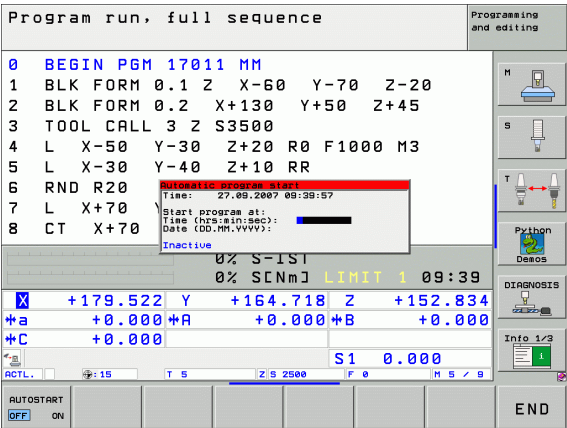 Program run, full sequence
Programming
and editing
0 BEGIN PGM 17011 MM
1 BLK FORM 0.1 Z X-60 Y-70 Z-20
2 BLK FORM 0.2 X+130 Y+50 Z+45
3 TOOL CALL 3 Z S3500
4 L X-50 Y-30 Z+20 R0 F1000 M3
5 L X-30 Y-40 Z+10 RR
6 RND R20
7 L X+70
8 CT X+70
Automatic program start
Time: 27.09.2007 09:39:57
Start program at:
Time (hrs:min:sec):
Date (DD.MM.YYYY):
Inactive
0% S-IST
0% S[Nm] LIMIT 1 09:39
X +179.522 Y +164.718 Z +152.834
a +0.000 A +0.000 B +0.000
C +0.000
S1 0.000
ACTL. :15 T 5 Z S 2500 F 0 M 5 / 9
M
S
T
Python
Demos
DIAGNOSIS
Info 1/3
1
AUTOSTART
OFF ON
END